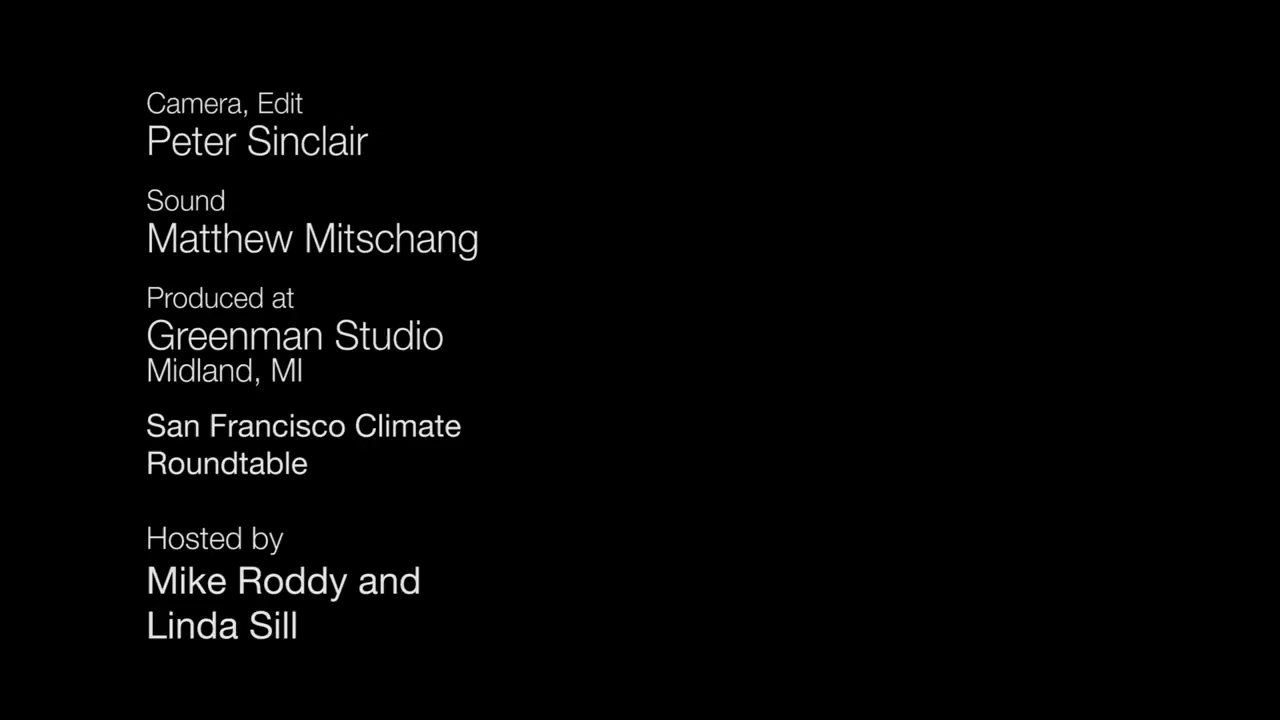 Camera, Edit
Peter Sinclair
Sound
Matthew Mitschang
Produced at
Greenman Studio
Midland, MI
San Francisco Climate
Roundtable
Hosted by
Mike Roddy and
Linda Sill